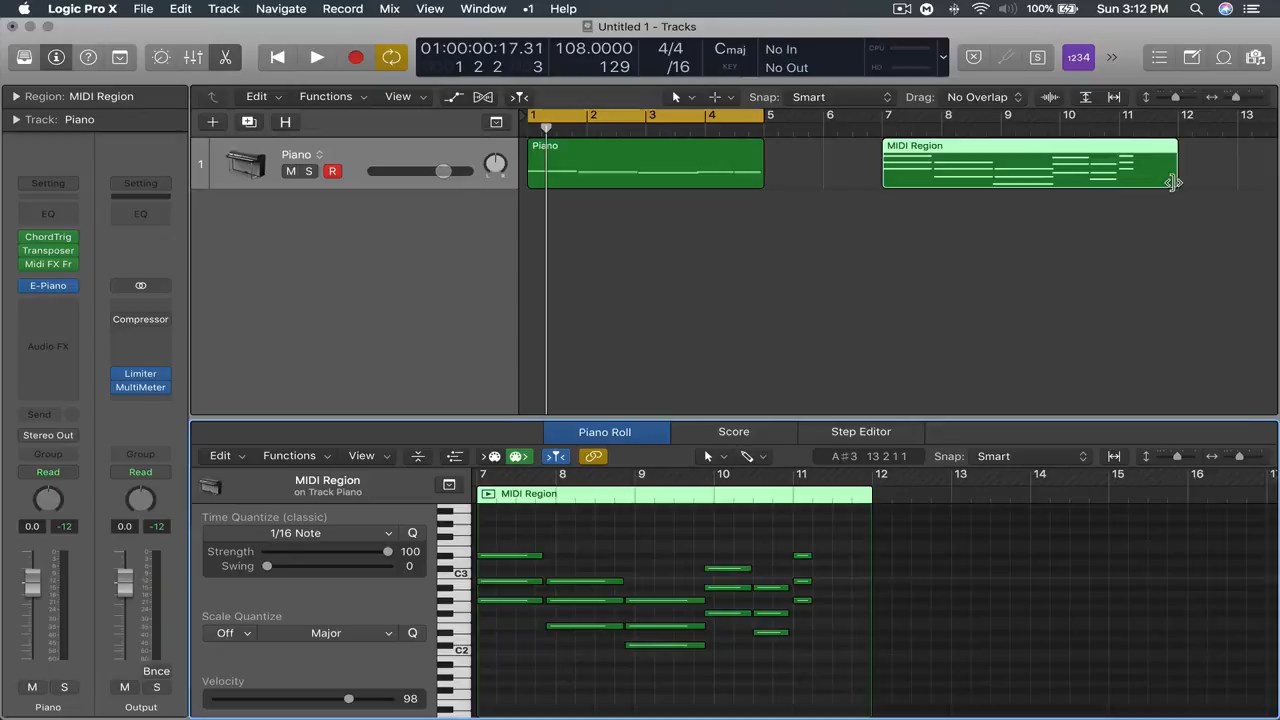 Logic Pro X File Edit Track Navigate Record Mix View Window •1 Help 100% Sun 3:12 PM
Untitled 1 - Tracks
01:00:00:17.31 108.0000 4/4 Cmaj No In CPU
1 2 2 3 129 /16 KEY No Out HD
1234
Region: MIDI Region
Edit Functions View Snap: Smart Drag: No Overlap
Track: Piano
1 2 3 4 5 6 7 8 9 10 11 12 13
H
1 Piano
M S R
Piano
MIDI Region
Setting Setting
EQ EQ
ChordTrig
Transposer
Midi FX Fr
E-Piano
Compressor
Audio FX
Limiter
MultiMeter
Send
Stereo Out
Group Group
Read Read
0.0 -12 0.0 -12
Bnce
M S M S
Piano Output
Piano Roll Score Step Editor
Edit Functions View A♯3 13 2 1 1 Snap: Smart
7 8 9 10 11 12 13 14 15 16 1
MIDI Region
on Track Piano
MIDI Region
Time Quantize (classic)
1/16 Note Q
Strength 100
Swing 0
Scale Quantize
Off Major Q
Velocity 98
C3
C2